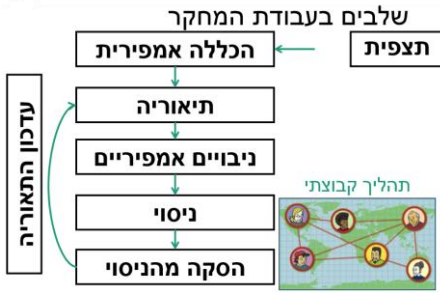 שלבים בעבודת המחקר
תצפית
הכללה אמפירית
תיאוריה
ניבויים אמפיריים
ניסוי
הסקה מהניסוי
עדכון התאוריה
תהליך קבוצתי